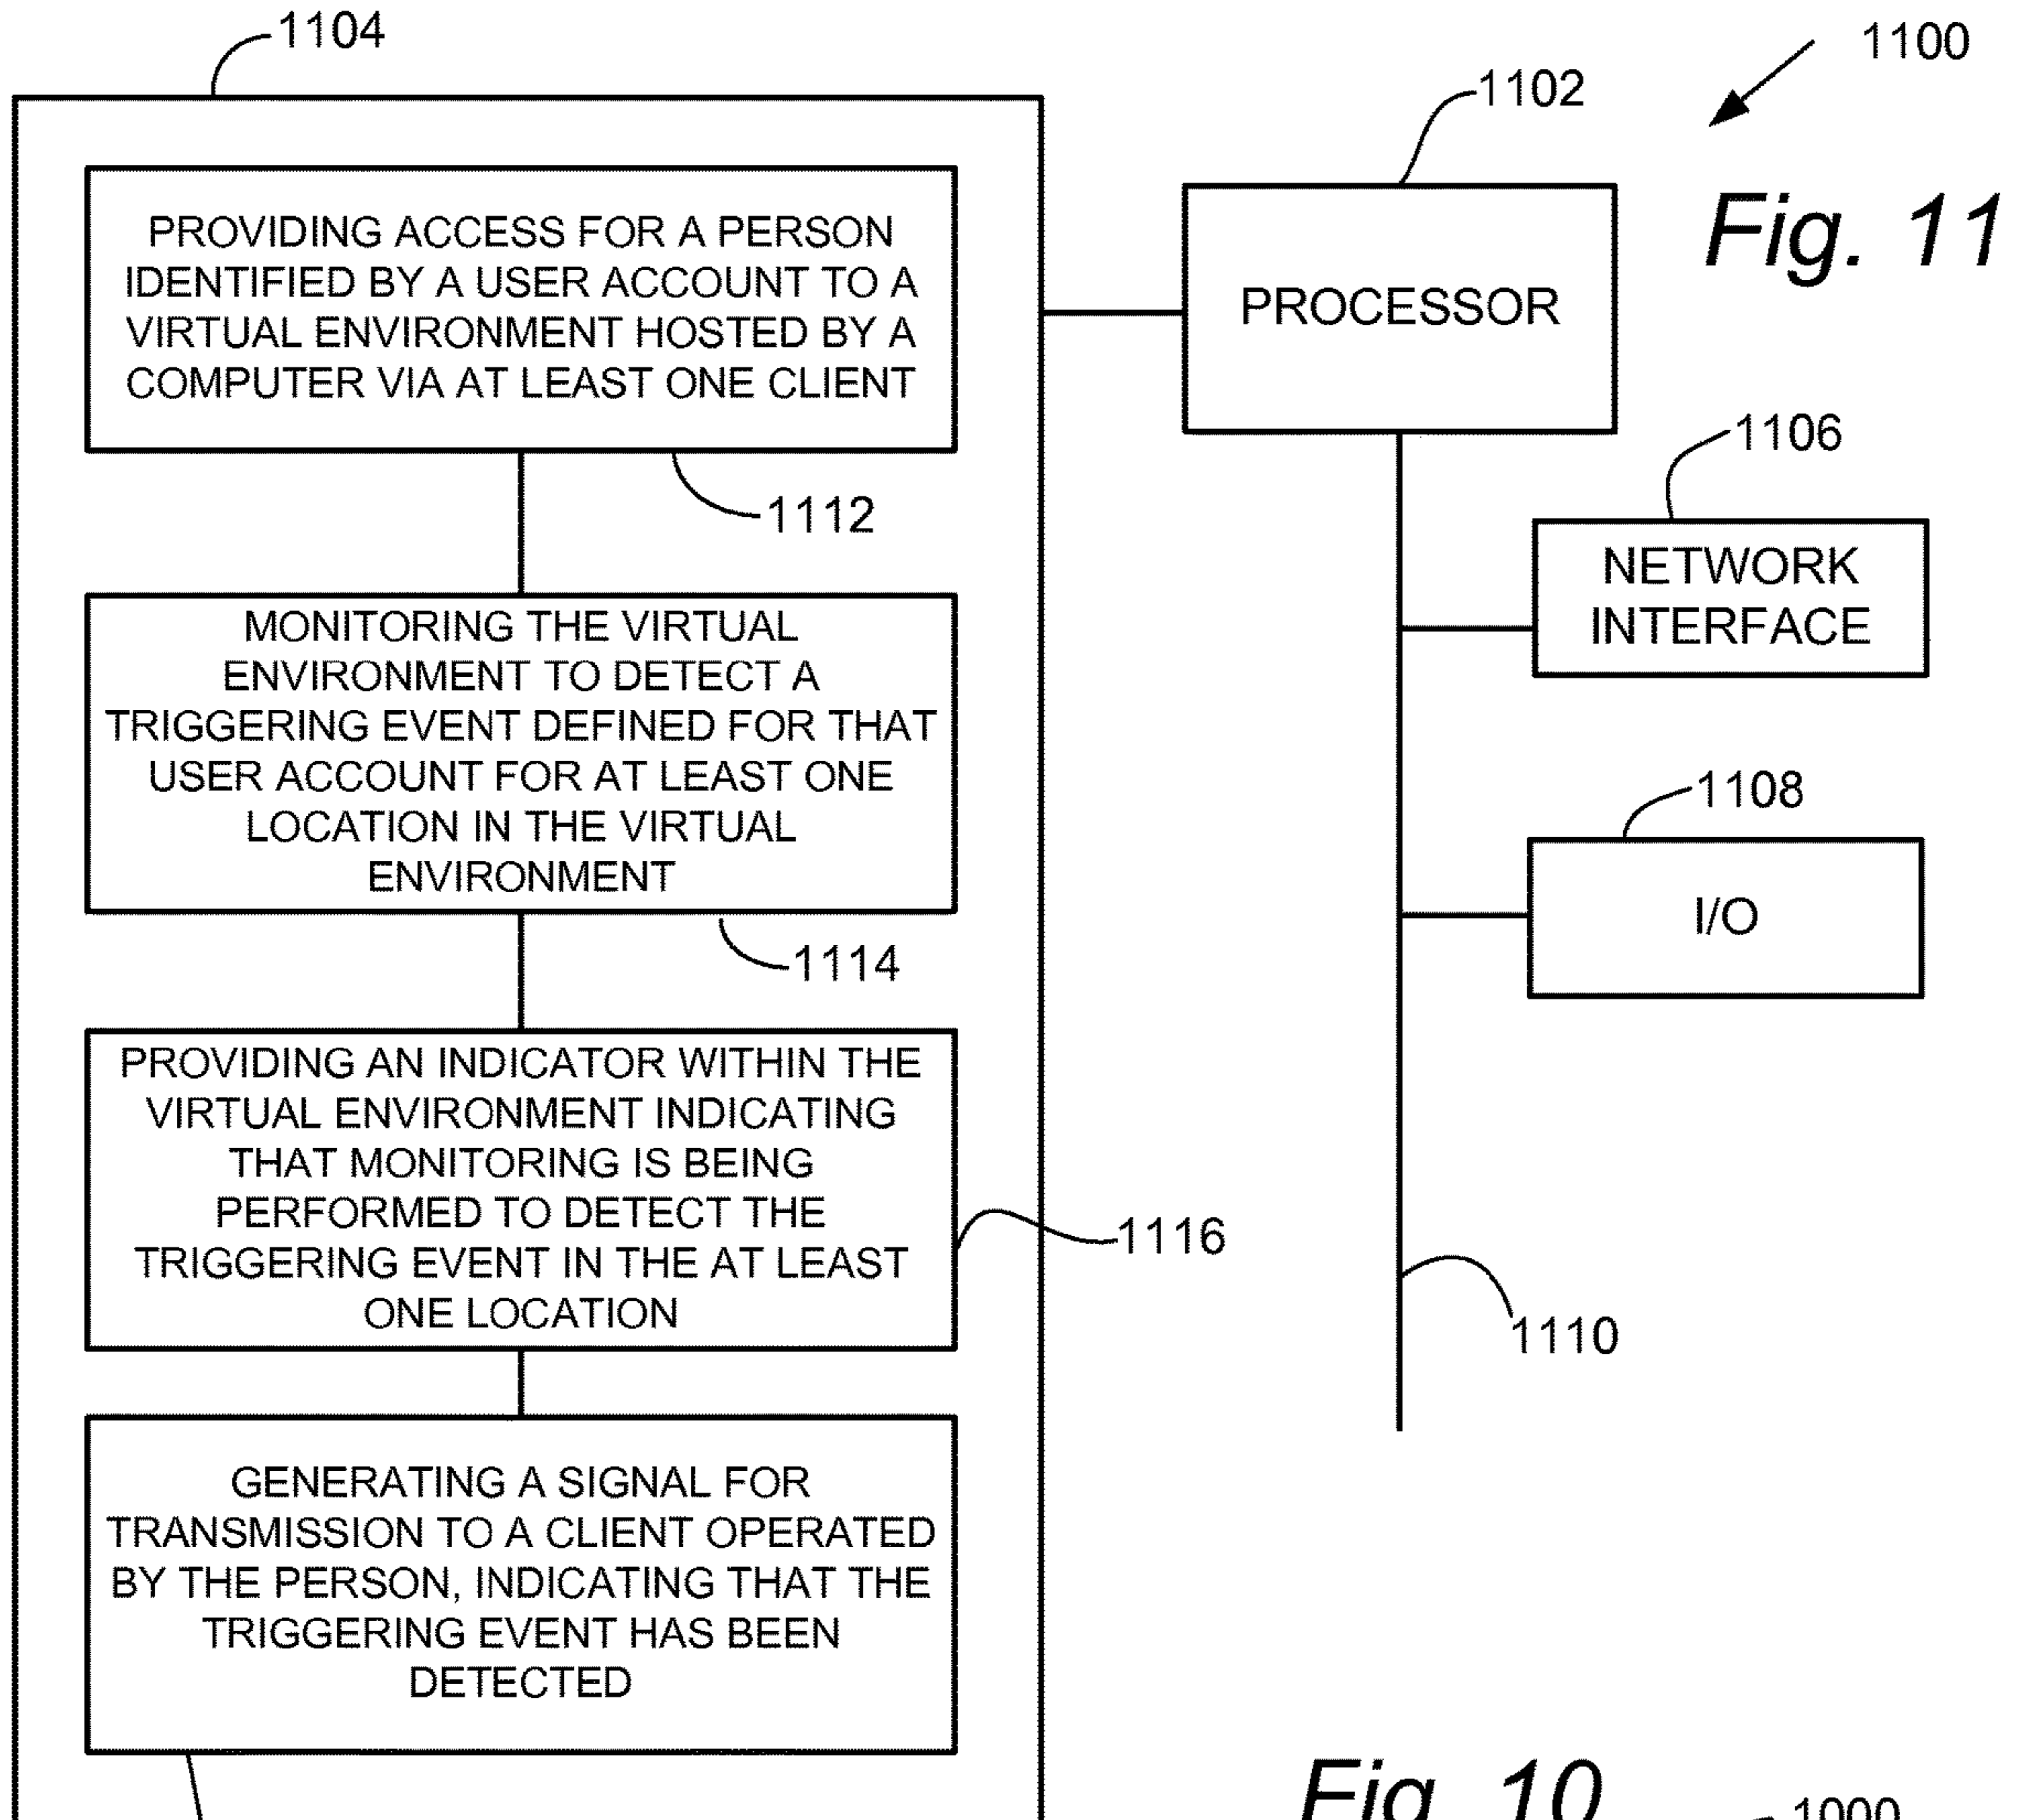 1104
1100
1102
Fig. 11
PROVIDING ACCESS FOR A PERSON
IDENTIFIED BY A USER ACCOUNT TO A
VIRTUAL ENVIRONMENT HOSTED BY A
COMPUTER VIA AT LEAST ONE CLIENT
1112
PROCESSOR
1106
NETWORK
INTERFACE
1108
I/O
MONITORING THE VIRTUAL
ENVIRONMENT TO DETECT A
TRIGGERING EVENT DEFINED FOR THAT
USER ACCOUNT FOR AT LEAST ONE
LOCATION IN THE VIRTUAL
ENVIRONMENT
1114
PROVIDING AN INDICATOR WITHIN THE
VIRTUAL ENVIRONMENT INDICATING
THAT MONITORING IS BEING
PERFORMED TO DETECT THE
TRIGGERING EVENT IN THE AT LEAST
ONE LOCATION
1116
1110
GENERATING A SIGNAL FOR
TRANSMISSION TO A CLIENT OPERATED
BY THE PERSON, INDICATING THAT THE
TRIGGERING EVENT HAS BEEN
DETECTED
Fig. 10
1000